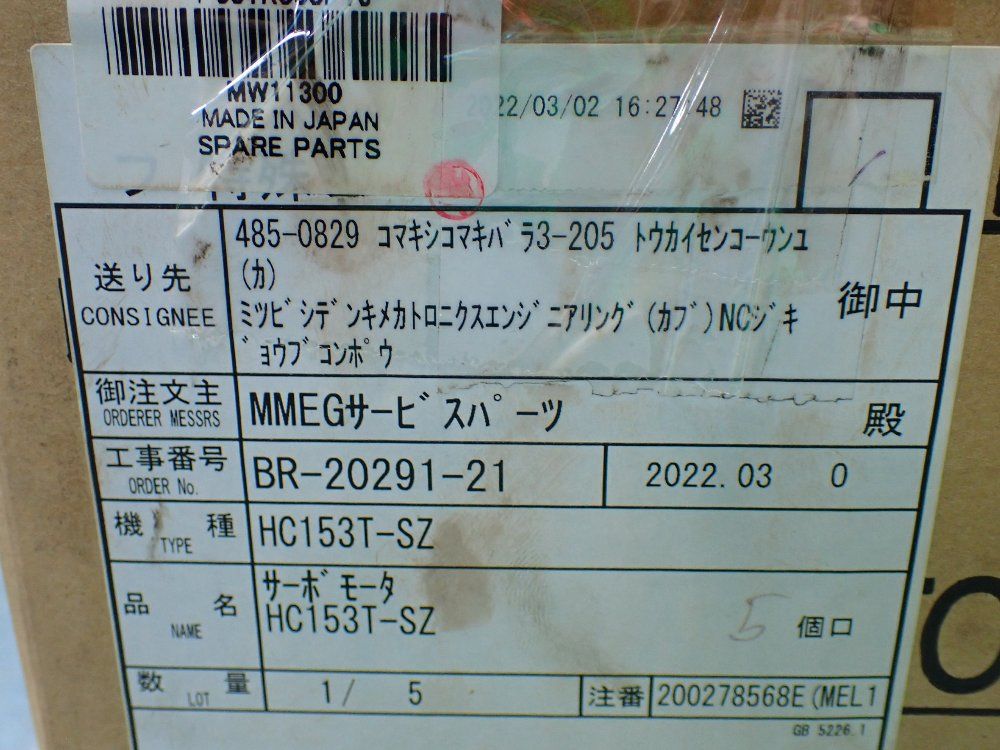 MW11300
MADE IN JAPAN
SPARE PARTS
2022/03/02 16:27:48
送り先
CONSIGNEE
485-0829 コマキシコマキバラ3-205 トウカイセンコーウンユ
(カ)
ミツビシデンキメカトロニクスエンジニアリング(カブ)NCジキ
ジョウブコンポウ
御中
御注文主
ORDERER MESSRS
MMEGサービスパーツ
殿
工事番号
ORDER No.
BR-20291-21
2022.03 0
機種
TYPE
HC153T-SZ
品名
NAME
サーボモータ
HC153T-SZ
5 個口
数量
LOT
1/ 5
注番
200278568E(MEL1
GB 5226.1